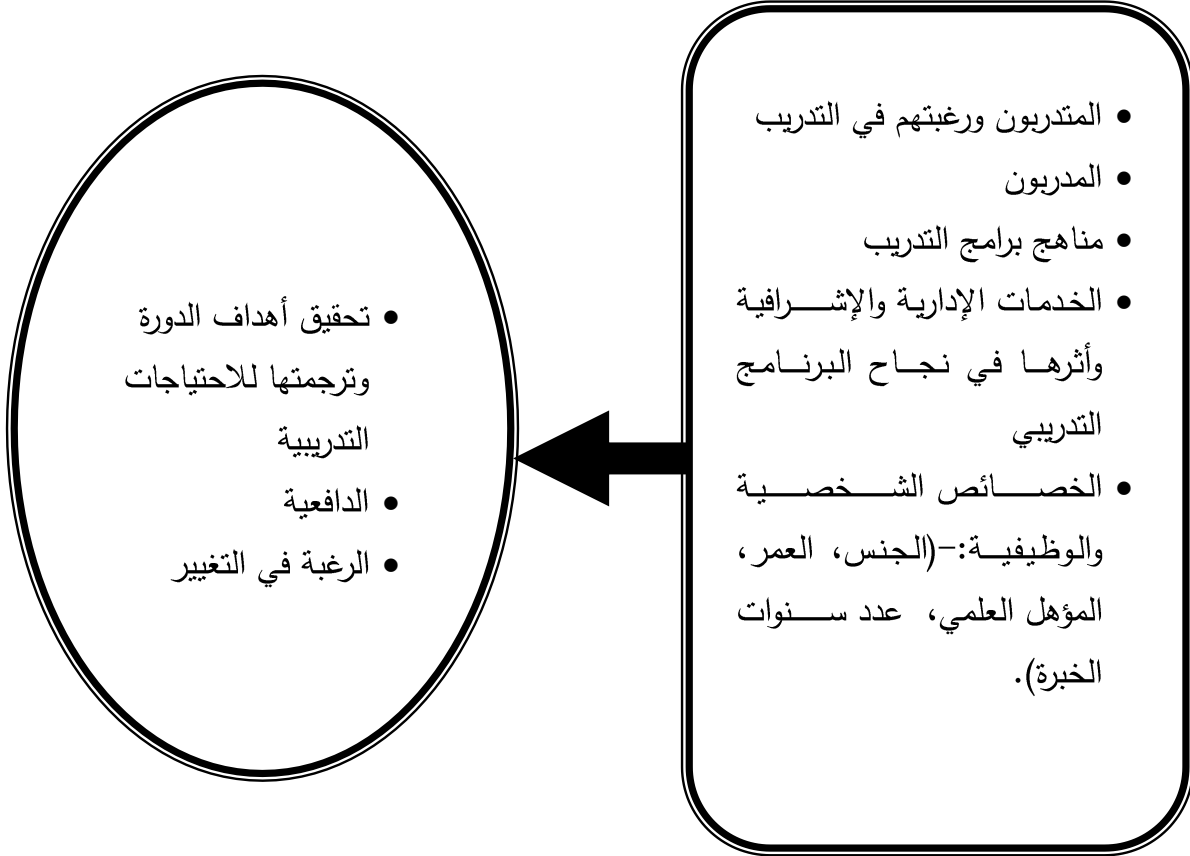 • المتدربون ورغبتهم في التدريب
• المدربون
• مناهج برامج التدريب
• الخدمات الإدارية والإشرافية
وأثرها في نجاح البرنامج
التدريبي
• الخصائص الشخصية
والوظيفية:-(الجنس، العمر،
المؤهل العلمي، عدد سنوات
الخبرة).
• تحقيق أهداف الدورة
وترجمتها للاحتياجات
التدريبية
• الدافعية
• الرغبة في التغيير